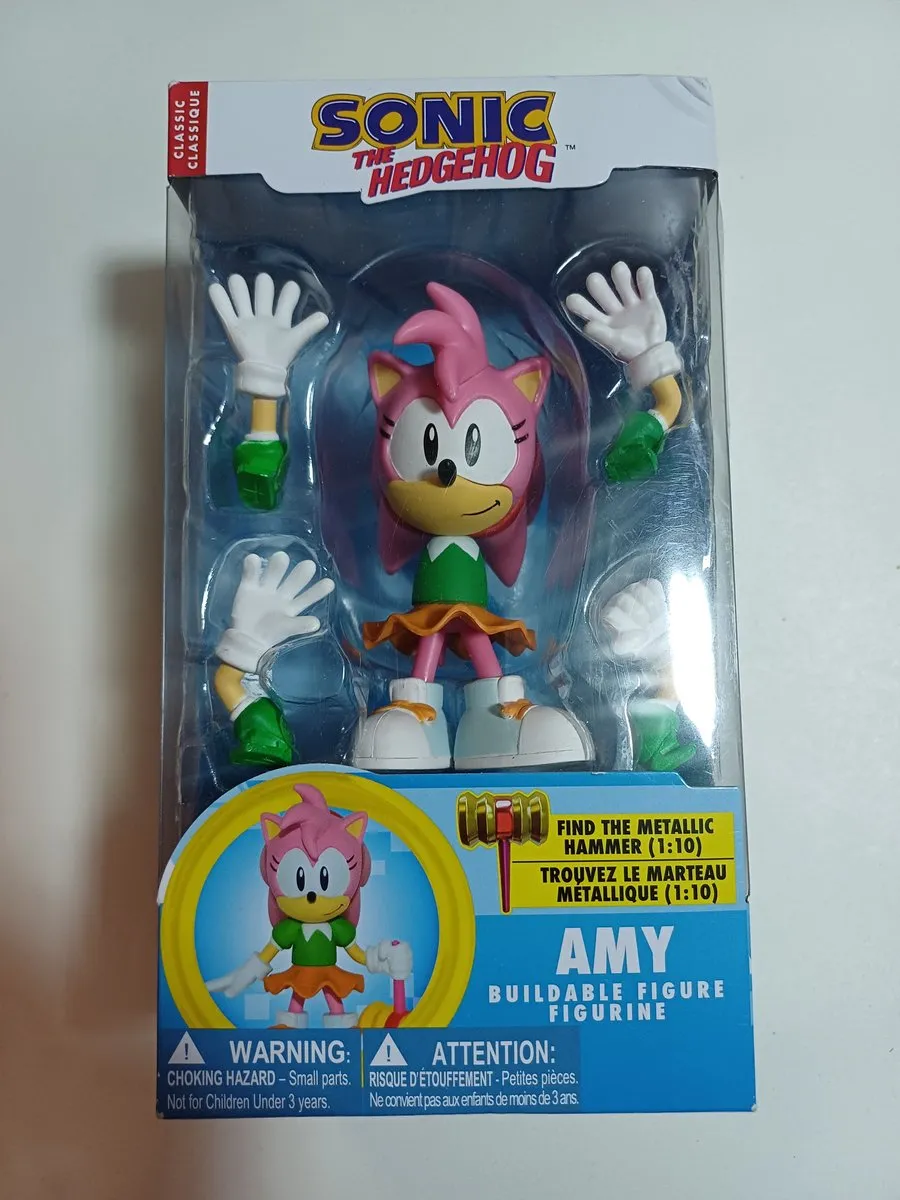 CLASSIC
CLASSIQUE
SONIC
THE
HEDGEHOG™
FIND THE METALLIC
HAMMER (1:10)
TROUVEZ LE MARTEAU
MÉTALLIQUE (1:10)
AMY
BUILDABLE FIGURE
FIGURINE
WARNING:
CHOKING HAZARD – Small parts.
Not for Children Under 3 years.
ATTENTION:
RISQUE D'ÉTOUFFEMENT - Petites pièces.
Ne convient pas aux enfants de moins de 3 ans.